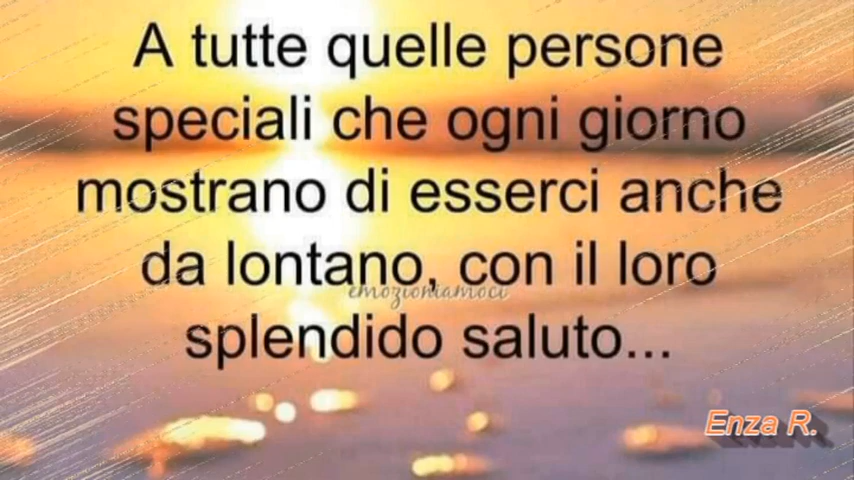 A tutte quelle persone
speciali che ogni giorno
mostrano di esserci anche
da lontano, con il loro
emozioniamoci
splendido saluto...
Enza R.